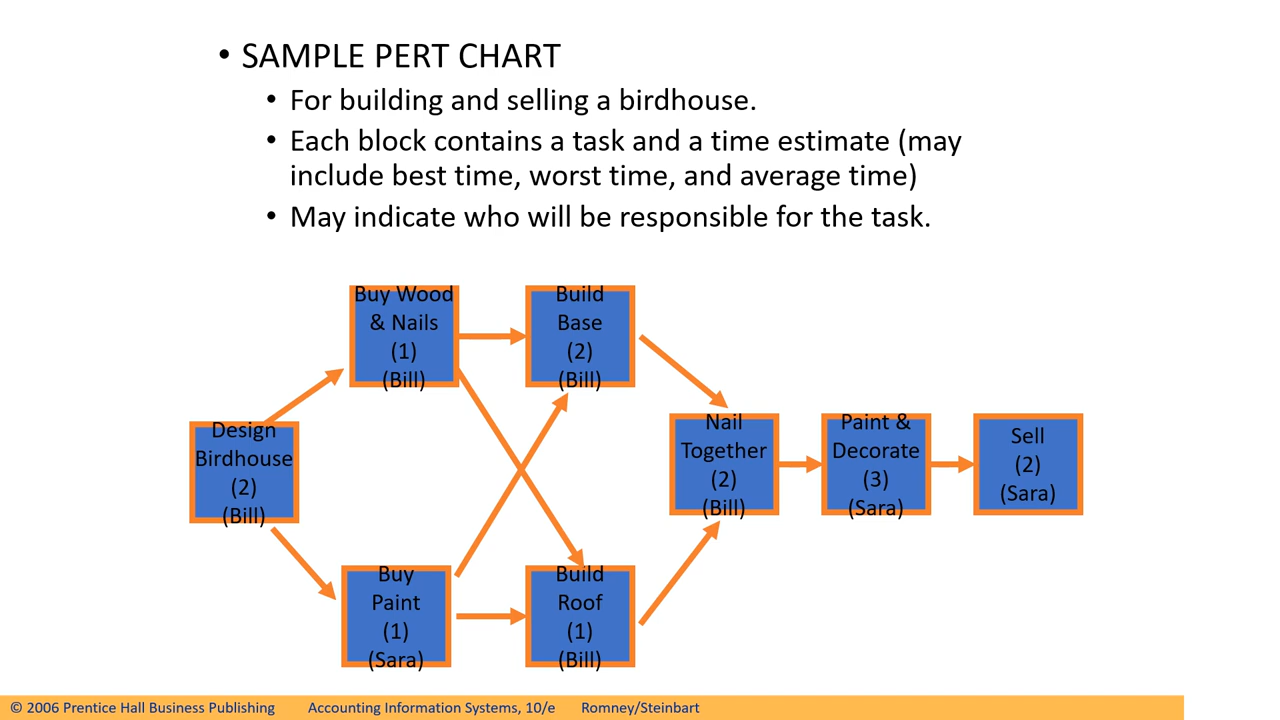 • SAMPLE PERT CHART
• For building and selling a birdhouse.
• Each block contains a task and a time estimate (may
include best time, worst time, and average time)
• May indicate who will be responsible for the task.
Buy Wood
& Nails
(1)
(Bill)
Build
Base
(2)
(Bill)
Design
Birdhouse
(2)
(Bill)
Nail
Together
(2)
(Bill)
Paint &
Decorate
(3)
(Sara)
Sell
(2)
(Sara)
Buy
Paint
(1)
(Sara)
Build
Roof
(1)
(Bill)
© 2006 Prentice Hall Business Publishing Accounting Information Systems, 10/e Romney/Steinbart